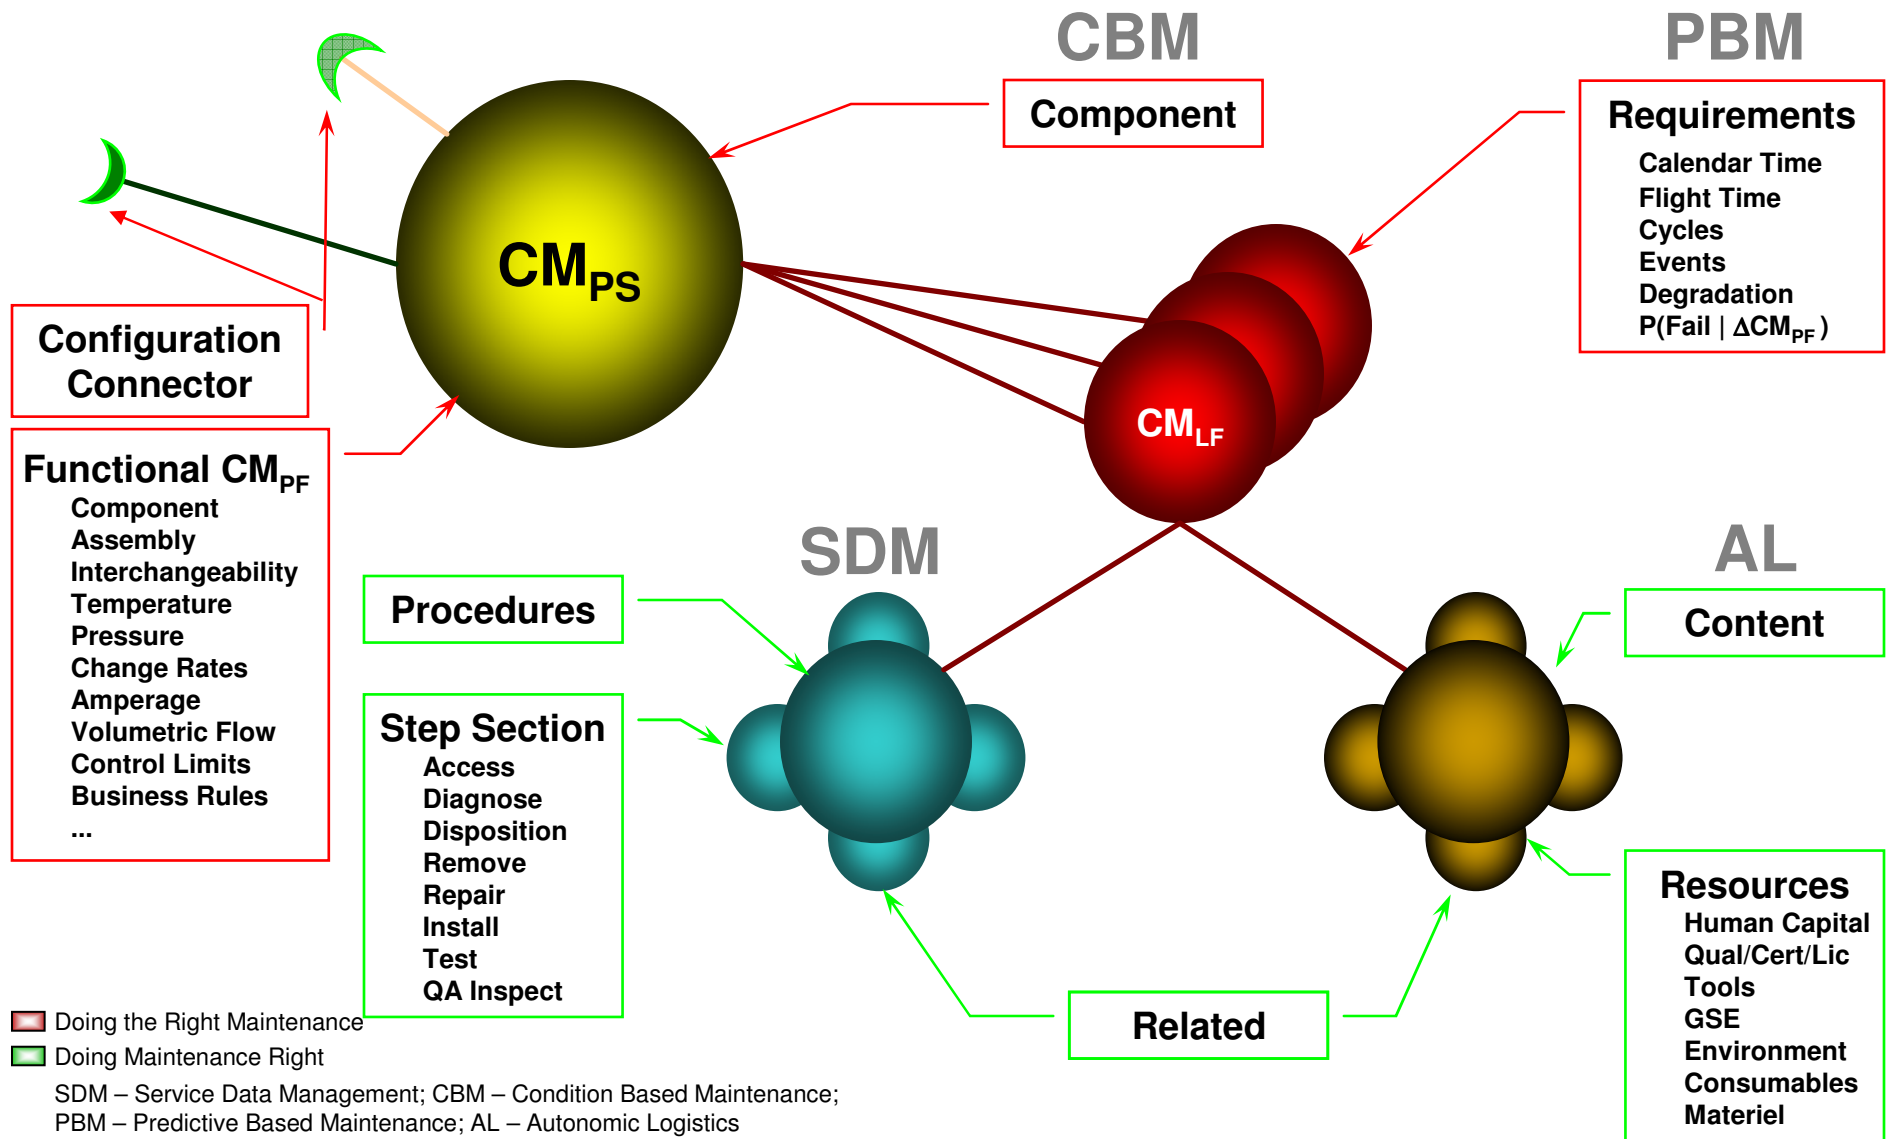 CBM
PBM
Component
Requirements
Calendar Time
Flight Time
Cycles
Events
Degradation
P(Fail | ΔCM_PF )
CM_PS
Configuration
Connector
CM_LF
Functional CM_PF
Component
Assembly
Interchangeability
Temperature
Pressure
Change Rates
Amperage
Volumetric Flow
Control Limits
Business Rules
...
SDM
Procedures
Step Section
Access
Diagnose
Disposition
Remove
Repair
Install
Test
QA Inspect
AL
Content
Resources
Human Capital
Qual/Cert/Lic
Tools
GSE
Environment
Consumables
Materiel
Related
Doing the Right Maintenance
Doing Maintenance Right
SDM – Service Data Management; CBM – Condition Based Maintenance;
PBM – Predictive Based Maintenance; AL – Autonomic Logistics